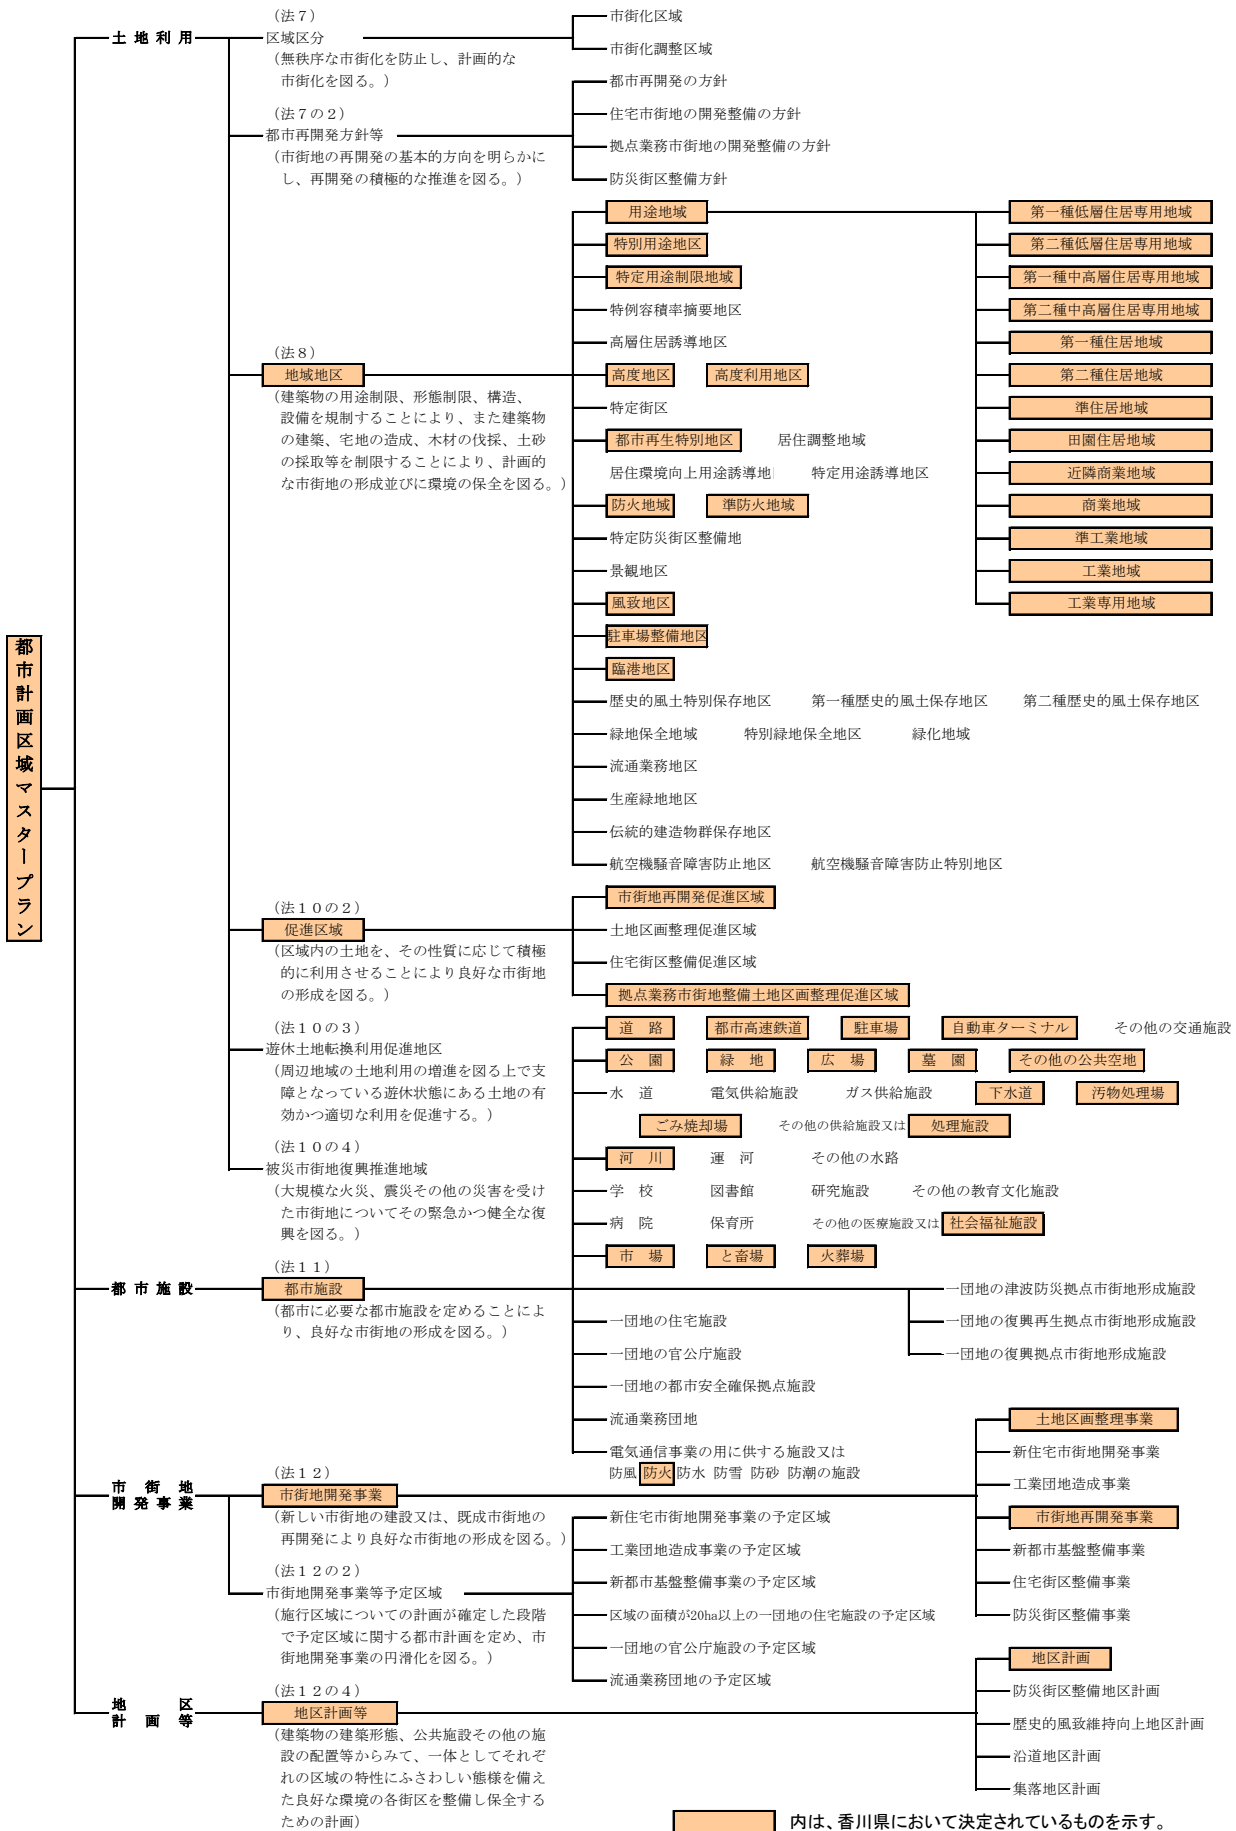 都市計画区域マスタープラン
土地利用
(法7)
区域区分
(無秩序な市街化を防止し、計画的な
市街化を図る。)
市街化区域
市街化調整区域
(法7の2)
都市再開発方針等
(市街地の再開発の基本的方向を明らかに
し、再開発の積極的な推進を図る。)
都市再開発の方針
住宅市街地の開発整備の方針
拠点業務市街地の開発整備の方針
防災街区整備方針
(法8)
地域地区
(建築物の用途制限、形態制限、構造、
設備を規制することにより、また建築物
の建築、宅地の造成、木材の伐採、土砂
の採取等を制限することにより、計画的
な市街地の形成並びに環境の保全を図る。)
用途地域
特別用途地区
特定用途制限地域
特例容積率摘要地区
高層住居誘導地区
高度地区 高度利用地区
特定街区
都市再生特別地区 居住調整地域
居住環境向上用途誘導地 特定用途誘導地区
防火地域 準防火地域
特定防災街区整備地
景観地区
風致地区
駐車場整備地区
臨港地区
歴史的風土特別保存地区 第一種歴史的風土保存地区 第二種歴史的風土保存地区
緑地保全地域 特別緑地保全地区 緑化地域
流通業務地区
生産緑地地区
伝統的建造物群保存地区
航空機騒音障害防止地区 航空機騒音障害防止特別地区
第一種低層住居専用地域
第二種低層住居専用地域
第一種中高層住居専用地域
第二種中高層住居専用地域
第一種住居地域
第二種住居地域
準住居地域
田園住居地域
近隣商業地域
商業地域
準工業地域
工業地域
工業専用地域
(法10の2)
促進区域
(区域内の土地を、その性質に応じて積極
的に利用させることにより良好な市街地
の形成を図る。)
市街地再開発促進区域
土地区画整理促進区域
住宅街区整備促進区域
拠点業務市街地整備土地区画整理促進区域
(法10の3)
遊休土地転換利用促進地区
(周辺地域の土地利用の増進を図る上で支
障となっている遊休状態にある土地の有
効かつ適切な利用を促進する。)
(法10の4)
被災市街地復興推進地域
(大規模な火災、震災その他の災害を受け
た市街地についてその緊急かつ健全な復
興を図る。)
都市施設
(法11)
都市施設
(都市に必要な都市施設を定めることによ
り、良好な市街地の形成を図る。)
道路 都市高速鉄道 駐車場 自動車ターミナル その他の交通施設
公園 緑地 広場 墓園 その他の公共空地
水道 電気供給施設 ガス供給施設 下水道 汚物処理場
ごみ焼却場 その他の供給施設又は 処理施設
河川 運河 その他の水路
学校 図書館 研究施設 その他の教育文化施設
病院 保育所 その他の医療施設又は 社会福祉施設
市場 と畜場 火葬場
一団地の住宅施設
一団地の官公庁施設
一団地の都市安全確保拠点施設
流通業務団地
電気通信事業の用に供する施設又は
防風 防火 防水 防雪 防砂 防潮の施設
一団地の津波防災拠点市街地形成施設
一団地の復興再生拠点市街地形成施設
一団地の復興拠点市街地形成施設
市街地
開発事業
(法12)
市街地開発事業
(新しい市街地の建設又は、既成市街地の
再開発により良好な市街地の形成を図る。)
土地区画整理事業
新住宅市街地開発事業
工業団地造成事業
市街地再開発事業
新都市基盤整備事業
住宅街区整備事業
防災街区整備事業
(法12の2)
市街地開発事業等予定区域
(施行区域についての計画が確定した段階
で予定区域に関する都市計画を定め、市
街地開発事業の円滑化を図る。)
新住宅市街地開発事業の予定区域
工業団地造成事業の予定区域
新都市基盤整備事業の予定区域
区域の面積が20ha以上の一団地の住宅施設の予定区域
一団地の官公庁施設の予定区域
流通業務団地の予定区域
地区
計画等
(法12の4)
地区計画等
(建築物の建築形態、公共施設その他の施
設の配置等からみて、一体としてそれぞ
れの区域の特性にふさわしい態様を備え
た良好な環境の各街区を整備し保全する
ための計画)
地区計画
防災街区整備地区計画
歴史的風致維持向上地区計画
沿道地区計画
集落地区計画
内は、香川県において決定されているものを示す。